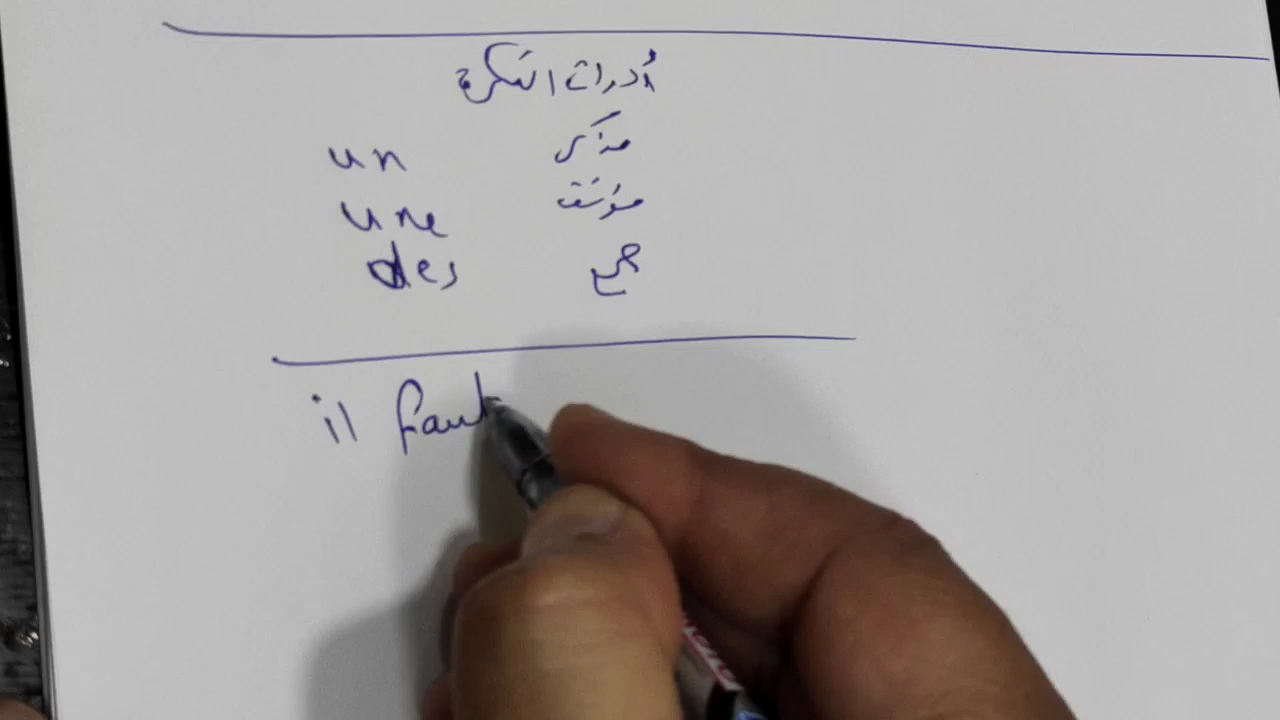 أدوات النكرة
un مذكر
une مؤنث
des جمع
il faut